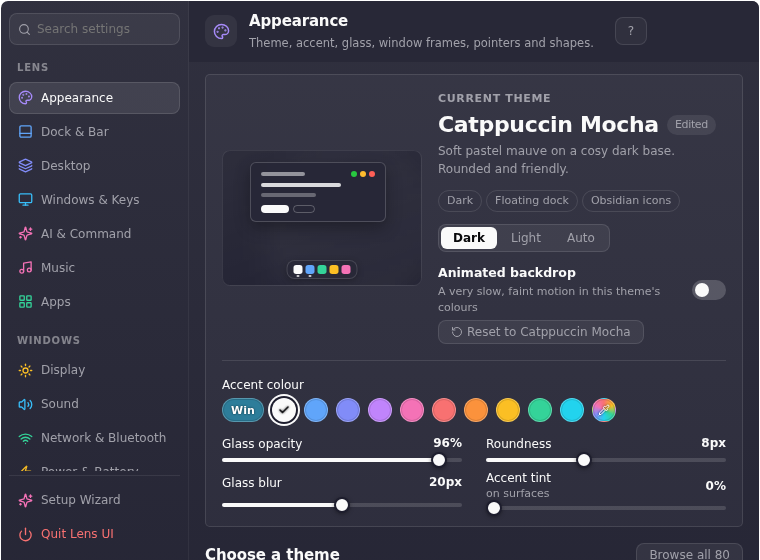 Search settings
LENS
Appearance
Dock & Bar
Desktop
Windows & Keys
AI & Command
Music
Apps
WINDOWS
Display
Sound
Network & Bluetooth
Power & Battery
Setup Wizard
Quit Lens UI
Appearance
Theme, accent, glass, window frames, pointers and shapes.
?
CURRENT THEME
Catppuccin Mocha Edited
Soft pastel mauve on a cosy dark base.
Rounded and friendly.
Dark Floating dock Obsidian icons
Dark Light Auto
Animated backdrop
A very slow, faint motion in this theme's
colours
Reset to Catppuccin Mocha
Accent colour
Win
Glass opacity 96%
Roundness 8px
Glass blur 20px
Accent tint 0%
on surfaces
Choose a theme
Browse all 80